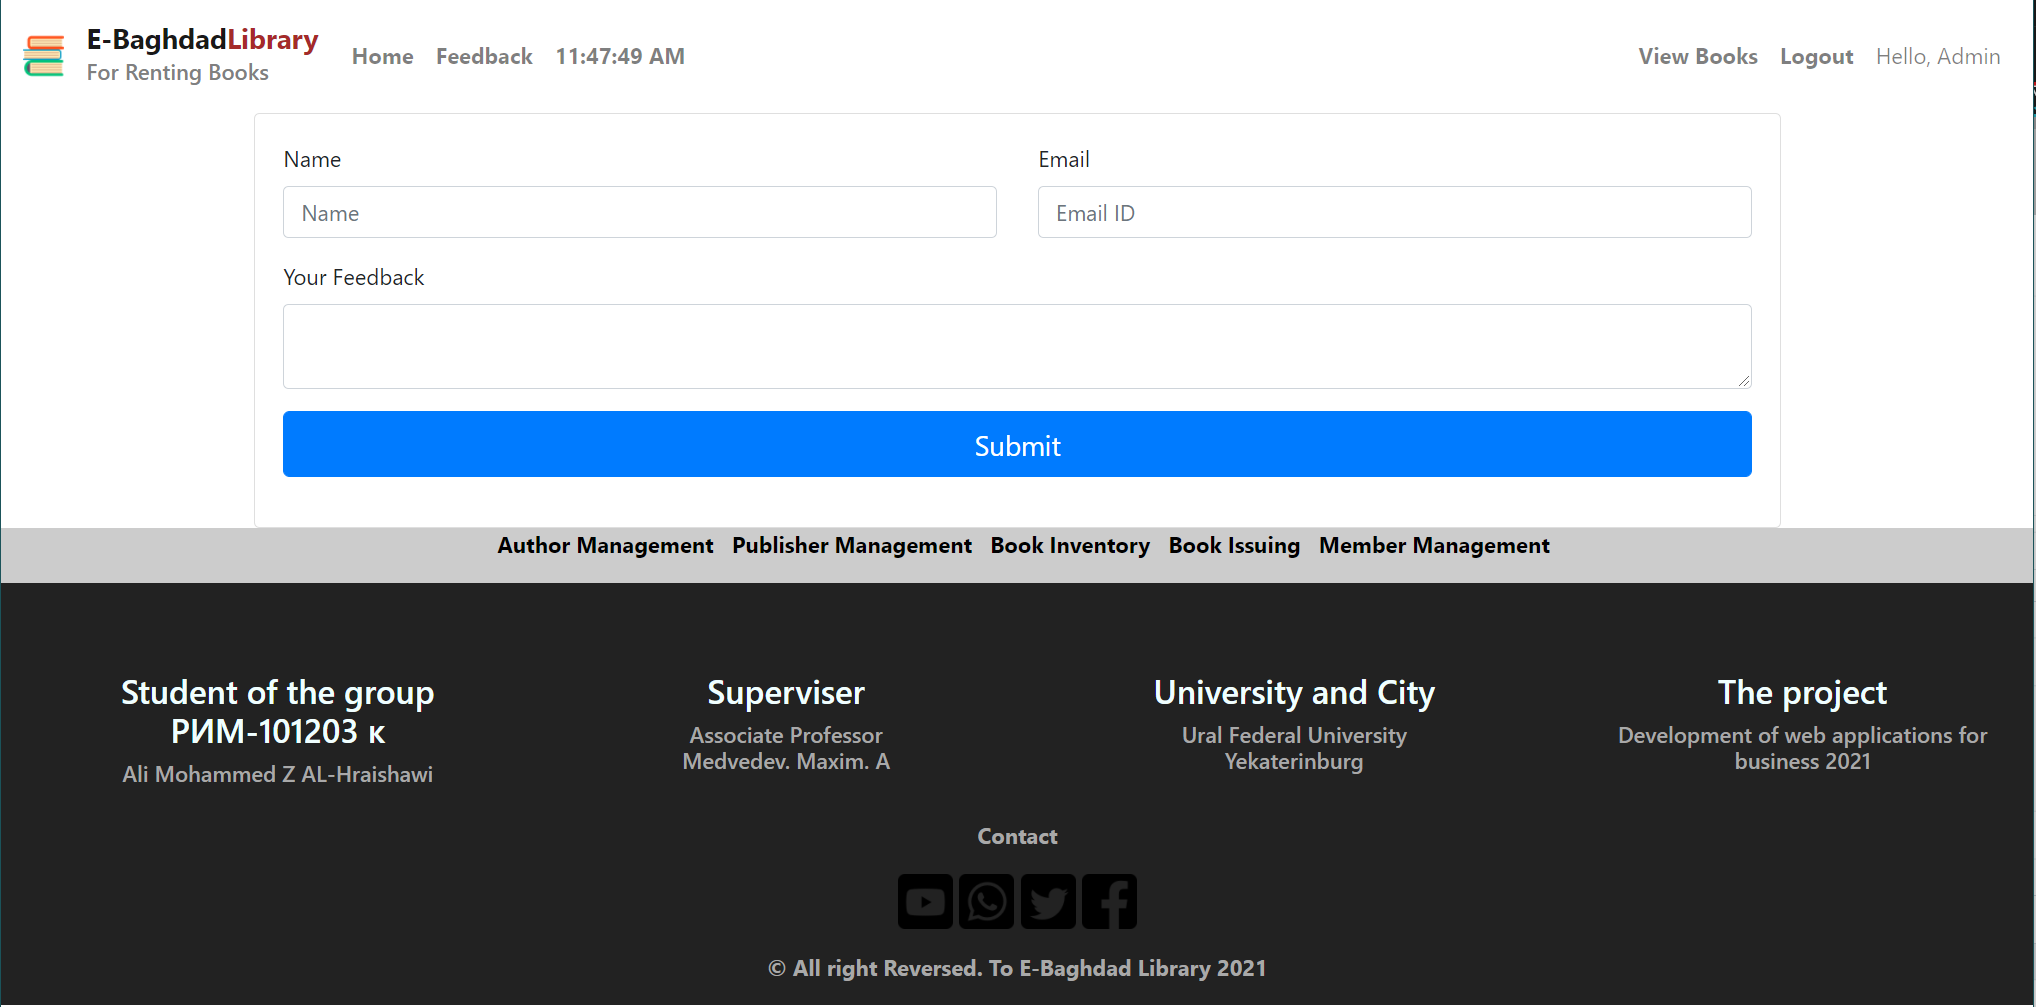 E-BaghdadLibrary
For Renting Books
Home Feedback 11:47:49 AM
View Books Logout Hello, Admin
Name
Email
Name
Email ID
Your Feedback
Submit
Author Management Publisher Management Book Inventory Book Issuing Member Management
Student of the group
РИМ-101203 к
Ali Mohammed Z AL-Hraishawi
Superviser
Associate Professor
Medvedev. Maxim. A
University and City
Ural Federal University
Yekaterinburg
The project
Development of web applications for
business 2021
Contact
© All right Reversed. To E-Baghdad Library 2021